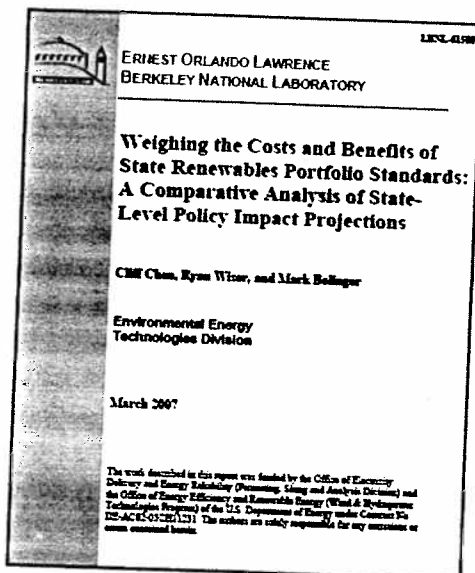 ERNEST ORLANDO LAWRENCE
BERKELEY NATIONAL LABORATORY
Weighing the Costs and Benefits of
State Renewables Portfolio Standards:
A Comparative Analysis of State-
Level Policy Impact Projections
Cliff Chen, Ryan Wiser, and Mark Bolinger
Environmental Energy
Technologies Division
March 2007
The work described in this report was funded by the Office of Electricity
Delivery and Energy Reliability (Permitting, Siting and Analysis Division) and
the Office of Energy Efficiency and Renewable Energy (Wind & Hydropower
Technologies Program) of the U.S. Department of Energy under Contract No.
The authors are solely responsible for any omissions or
errors contained herein.